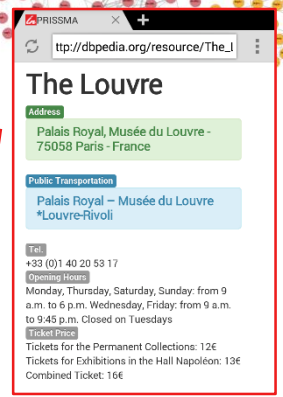 PRISSMA
ttp://dbpedia.org/resource/The_L
The Louvre
Address
Palais Royal, Musée du Louvre -
75058 Paris - France
Public Transportation
Palais Royal – Musée du Louvre
*Louvre-Rivoli
Tel.
+33 (0)1 40 20 53 17
Opening Hours
Monday, Thursday, Saturday, Sunday: from 9
a.m. to 6 p.m. Wednesday, Friday: from 9 a.m.
to 9:45 p.m. Closed on Tuesdays
Ticket Price
Tickets for the Permanent Collections: 12€
Tickets for Exhibitions in the Hall Napoléon: 13€
Combined Ticket: 16€